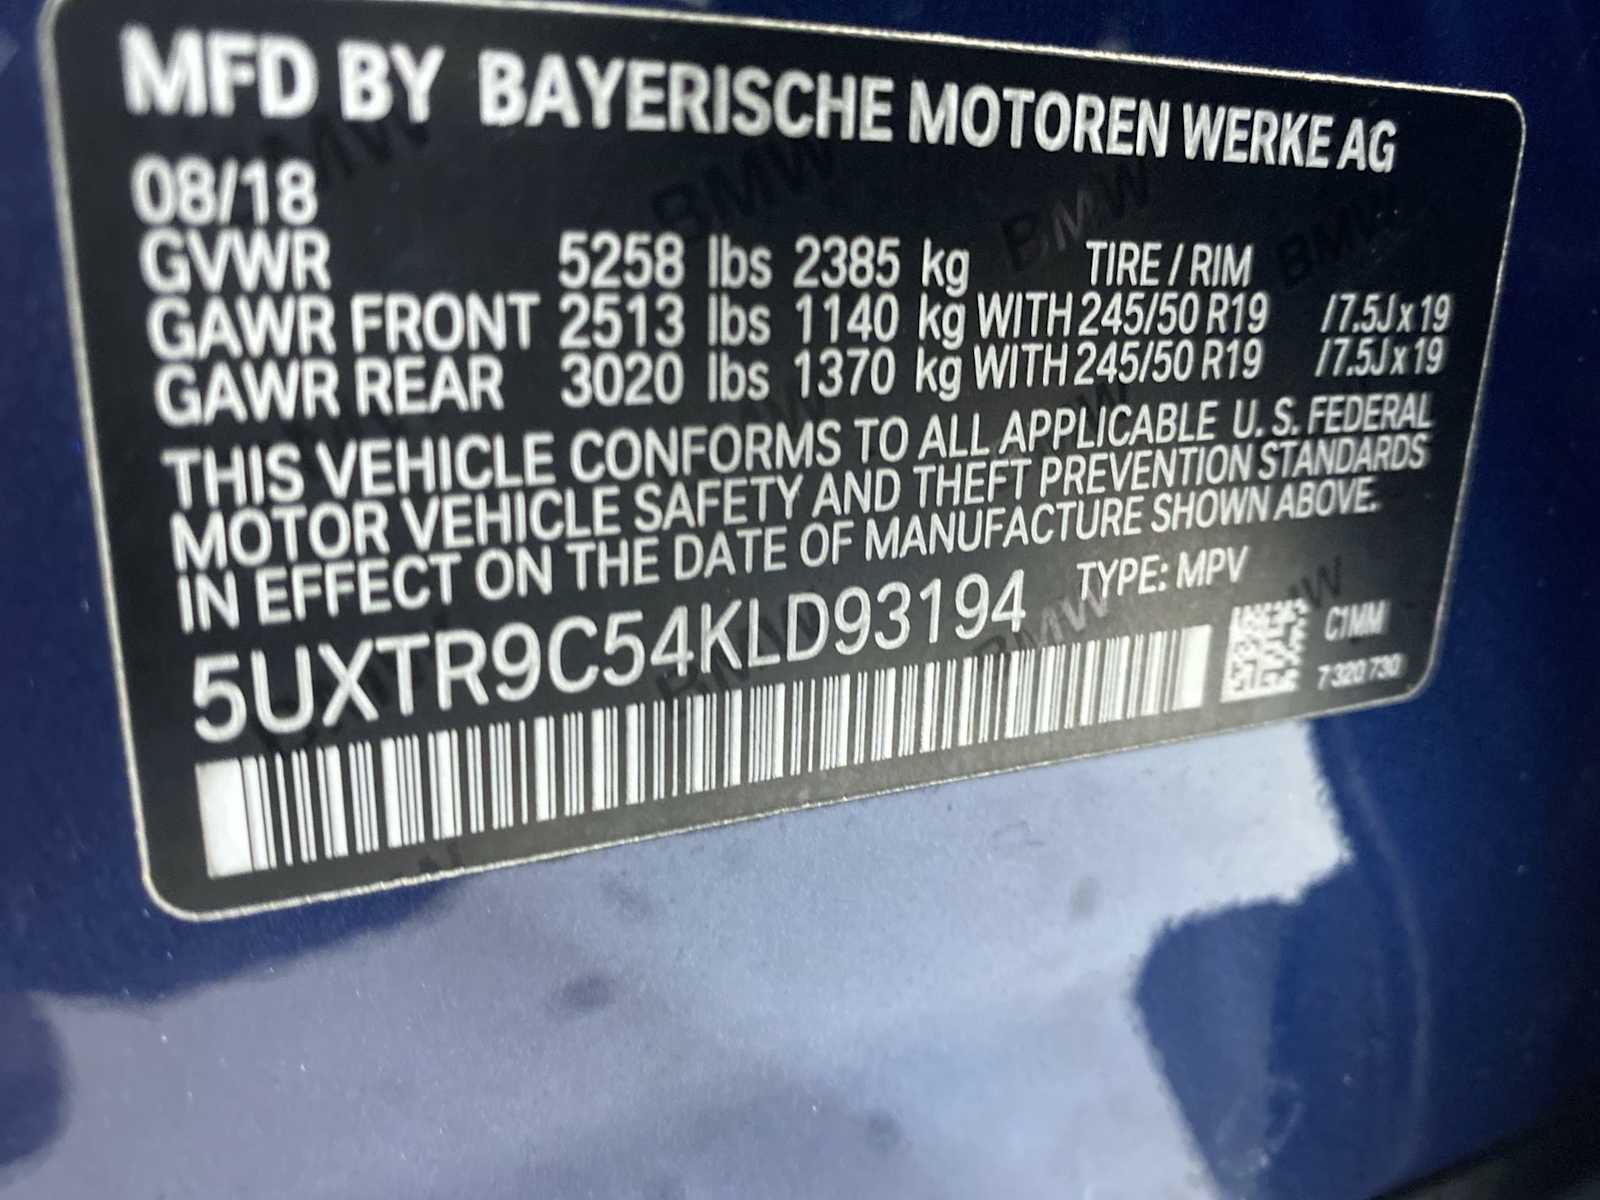 MFD BY BAYERISCHE MOTOREN WERKE AG
08/18
GVWR 5258 lbs 2385 kg TIRE / RIM
GAWR FRONT 2513 lbs 1140 kg WITH 245/50 R19 /7.5J x 19
GAWR REAR 3020 lbs 1370 kg WITH 245/50 R19 /7.5J x 19
THIS VEHICLE CONFORMS TO ALL APPLICABLE U. S. FEDERAL
MOTOR VEHICLE SAFETY AND THEFT PREVENTION STANDARDS
IN EFFECT ON THE DATE OF MANUFACTURE SHOWN ABOVE.
5UXTR9C54KLD93194 TYPE: MPV
C1MM
7 320 730